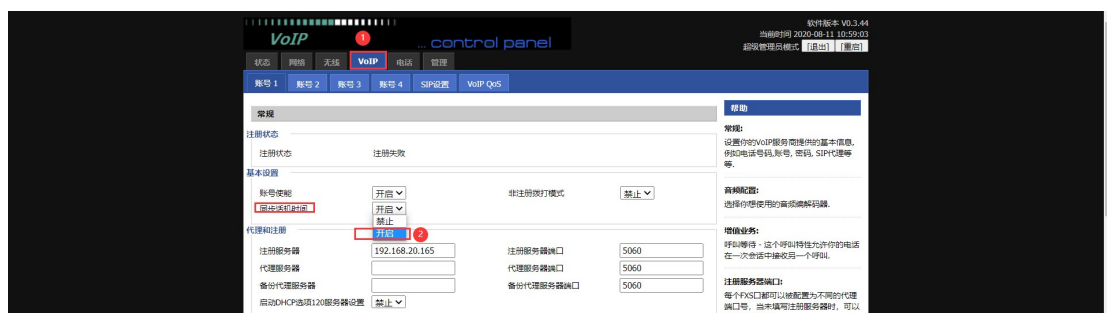 软件版本 V0.3.44
VoIP
1
... control panel
当前时间 2020-08-11 10:59:03
超级管理员模式 [退出] [重启]
状态 网络 无线 VoIP 电话 管理
账号 1 账号 2 账号 3 账号 4 SIP设置 VoIP QoS
常规
注册状态
注册状态 注册失败
基本设置
账号使能 开启 非注册拨打模式 禁止
同步话机时间 开启
禁止
开启 2
代理和注册
注册服务器 192.168.20.165 注册服务器端口 5060
代理服务器 代理服务器端口 5060
备份代理服务器 备份代理服务器端口 5060
启动DHCP选项120服务器设置 禁止
帮助
常规:
设置你的VoIP服务商提供的基本信息,
例如电话号码,账号, 密码, SIP代理等
等.
音频配置:
选择你想使用的音频编解码器.
增值业务:
呼叫等待 - 这个呼叫特性允许你的电话
在一次会话中接收另一个呼叫.
注册服务器端口:
每个FXS口都可以被配置为不同的代理
端口号，当未填写注册服务器时，可以